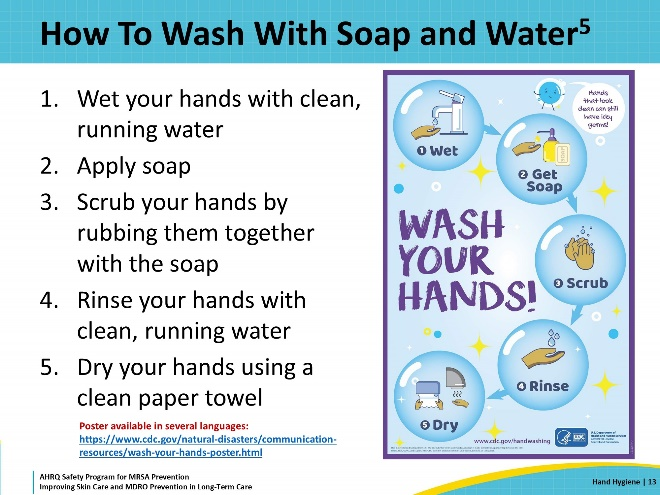 How To Wash With Soap and Water5
1. Wet your hands with clean,
running water
2. Apply soap
3. Scrub your hands by
rubbing them together
with the soap
4. Rinse your hands with
clean, running water
5. Dry your hands using a
clean paper towel
Poster available in several languages:
https://www.cdc.gov/natural-disasters/communication-
resources/wash-your-hands-poster.html
Hands
that look
clean can still
have icky
germs!
1 Wet
2 Get
Soap
WASH
YOUR
HANDS!
3 Scrub
4 Rinse
5 Dry
www.cdc.gov/handwashing
CDC
AHRQ Safety Program for MRSA Prevention
Improving Skin Care and MDRO Prevention in Long-Term Care
Hand Hygiene | 13